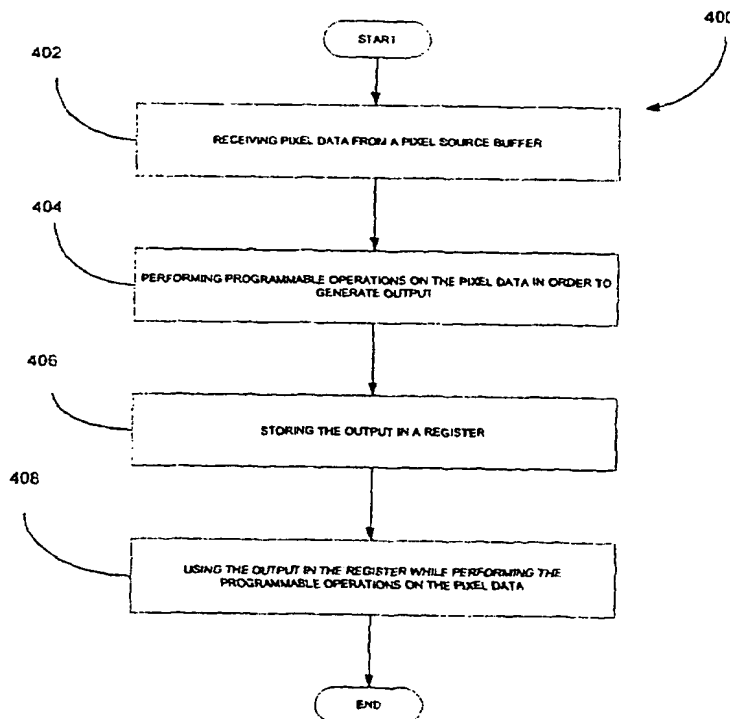 START
400
402
RECEIVING PIXEL DATA FROM A PIXEL SOURCE BUFFER
404
PERFORMING PROGRAMMABLE OPERATIONS ON THE PIXEL DATA IN ORDER TO
GENERATE OUTPUT
406
STORING THE OUTPUT IN A REGISTER
408
USING THE OUTPUT IN THE REGISTER WHILE PERFORMING THE
PROGRAMMABLE OPERATIONS ON THE PIXEL DATA
END